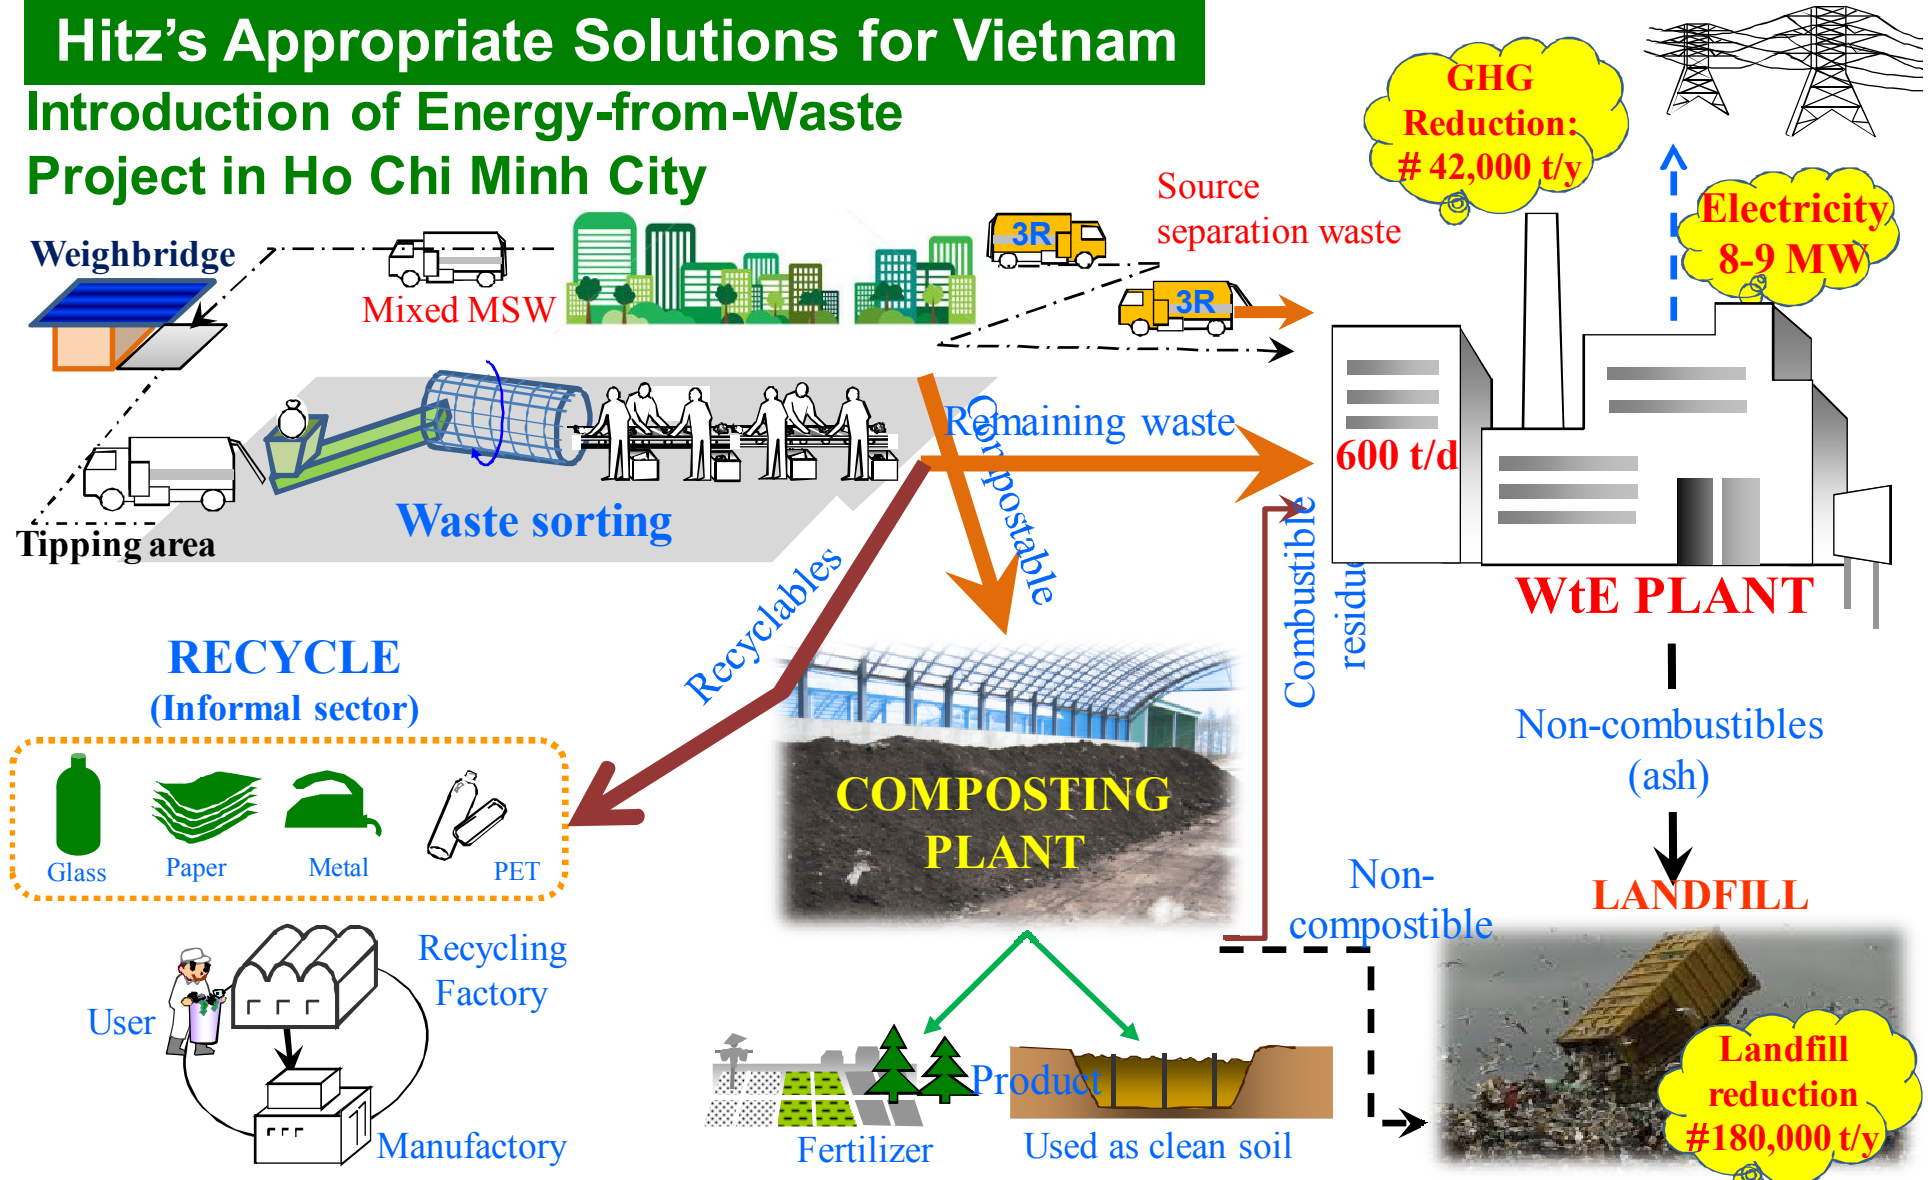 Hitz's Appropriate Solutions for Vietnam
Introduction of Energy-from-Waste
Project in Ho Chi Minh City
GHG
Reduction:
# 42,000 t/y
Electricity
8-9 MW
Source
separation waste
3R
3R
Weighbridge
Mixed MSW
Remaining waste
600 t/d
Compostable
Waste sorting
Tipping area
Recyclables
Combustible
residue
WtE PLANT
RECYCLE
(Informal sector)
Glass
Paper
Metal
PET
COMPOSTING
PLANT
Non-combustibles
(ash)
Non-
compostible
LANDFILL
Recycling
Factory
User
Manufactory
Product
Fertilizer
Used as clean soil
Landfill
reduction
#180,000 t/y